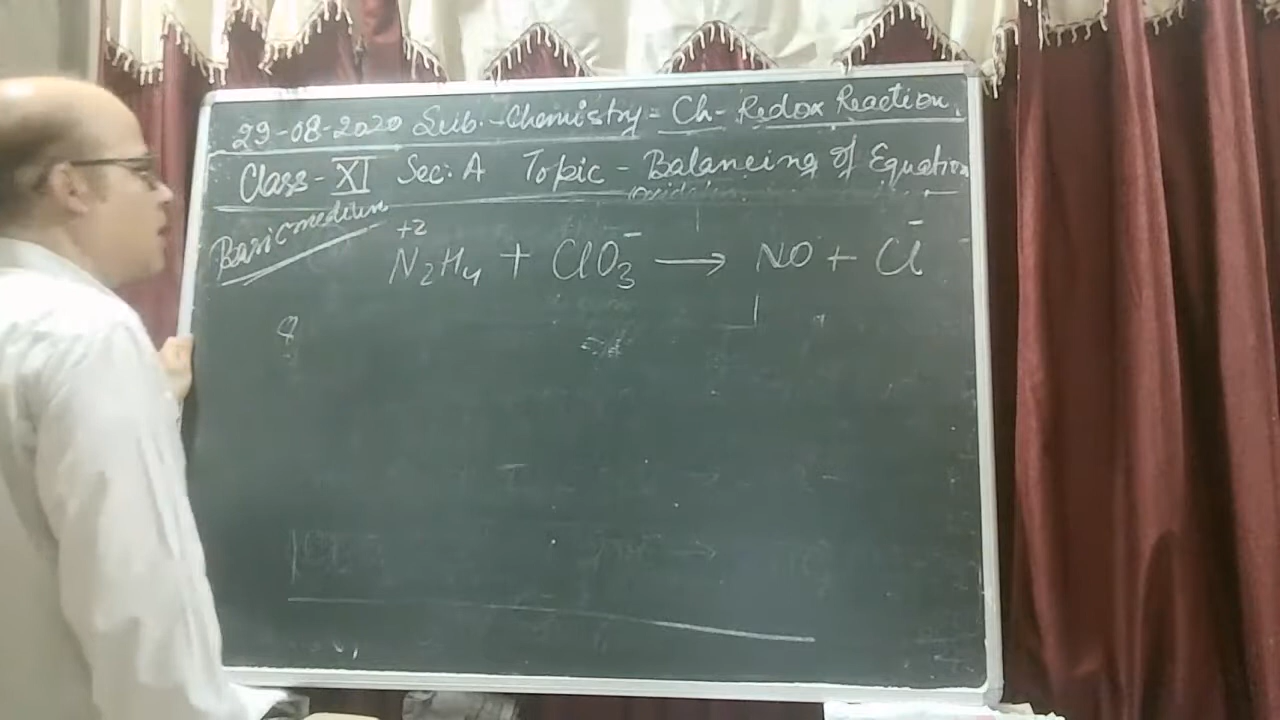 29-08-2020 Sub:-Chemistry- Ch- Redox Reaction.
Class- XI Sec: A Topic - Balancing of Equation
Basic medium
+2
N₂H₄ + ClO₃⁻ ⟶ NO + Cl⁻